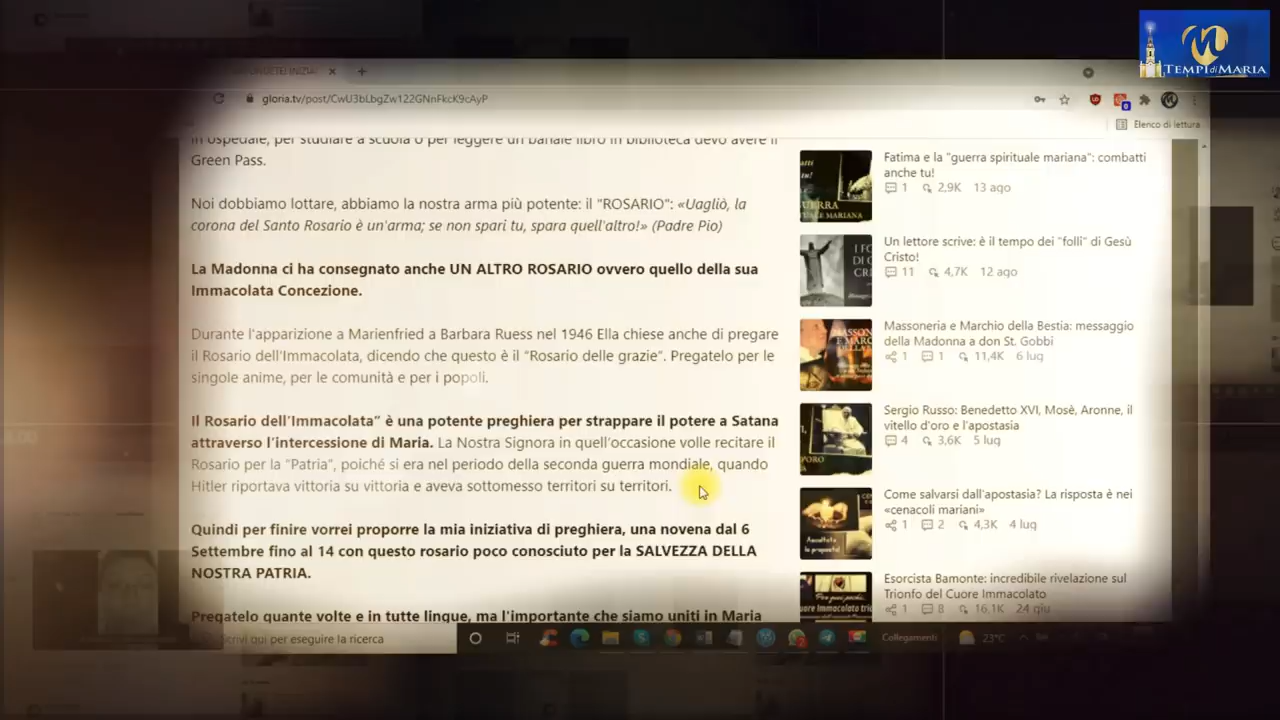 TEMPI di MARIA
gloria.tv/post/CwU3bLbgZw122GNnFkcK9cAyP
Elenco di lettura
in ospedale, per studiare a scuola o per leggere un banale libro in biblioteca devo avere il
Green Pass.
Noi dobbiamo lottare, abbiamo la nostra arma più potente: il "ROSARIO": «Uagliò, la
corona del Santo Rosario è un'arma; se non spari tu, spara quell'altro!» (Padre Pio)
La Madonna ci ha consegnato anche UN ALTRO ROSARIO ovvero quello della sua
Immacolata Concezione.
Durante l'apparizione a Marienfried a Barbara Ruess nel 1946 Ella chiese anche di pregare
il Rosario dell'Immacolata, dicendo che questo è il "Rosario delle grazie". Pregatelo per le
singole anime, per le comunità e per i popoli.
Il Rosario dell'Immacolata" è una potente preghiera per strappare il potere a Satana
attraverso l'intercessione di Maria. La Nostra Signora in quell'occasione volle recitare il
Rosario per la "Patria", poiché si era nel periodo della seconda guerra mondiale, quando
Hitler riportava vittoria su vittoria e aveva sottomesso territori su territori.
Quindi per finire vorrei proporre la mia iniziativa di preghiera, una novena dal 6
Settembre fino al 14 con questo rosario poco conosciuto per la SALVEZZA DELLA
NOSTRA PATRIA.
Pregatelo quante volte e in tutte lingue, ma l'importante che siamo uniti in Maria
Fatima e la "guerra spirituale mariana": combatti
anche tu!
1 2,9K 13 ago
Un lettore scrive: è il tempo dei "folli" di Gesù
Cristo!
11 4,7K 12 ago
Massoneria e Marchio della Bestia: messaggio
della Madonna a don St. Gobbi
1 1 11,4K 6 lug
Sergio Russo: Benedetto XVI, Mosè, Aronne, il
vitello d'oro e l'apostasia
4 3,6K 5 lug
Come salvarsi dall'apostasia? La risposta è nei
«cenacoli mariani»
1 2 4,3K 4 lug
Esorcista Bamonte: incredibile rivelazione sul
Trionfo del Cuore Immacolato
1 8 16,1K 24 giu
Scrivi qui per eseguire la ricerca
Collegamenti
23°C